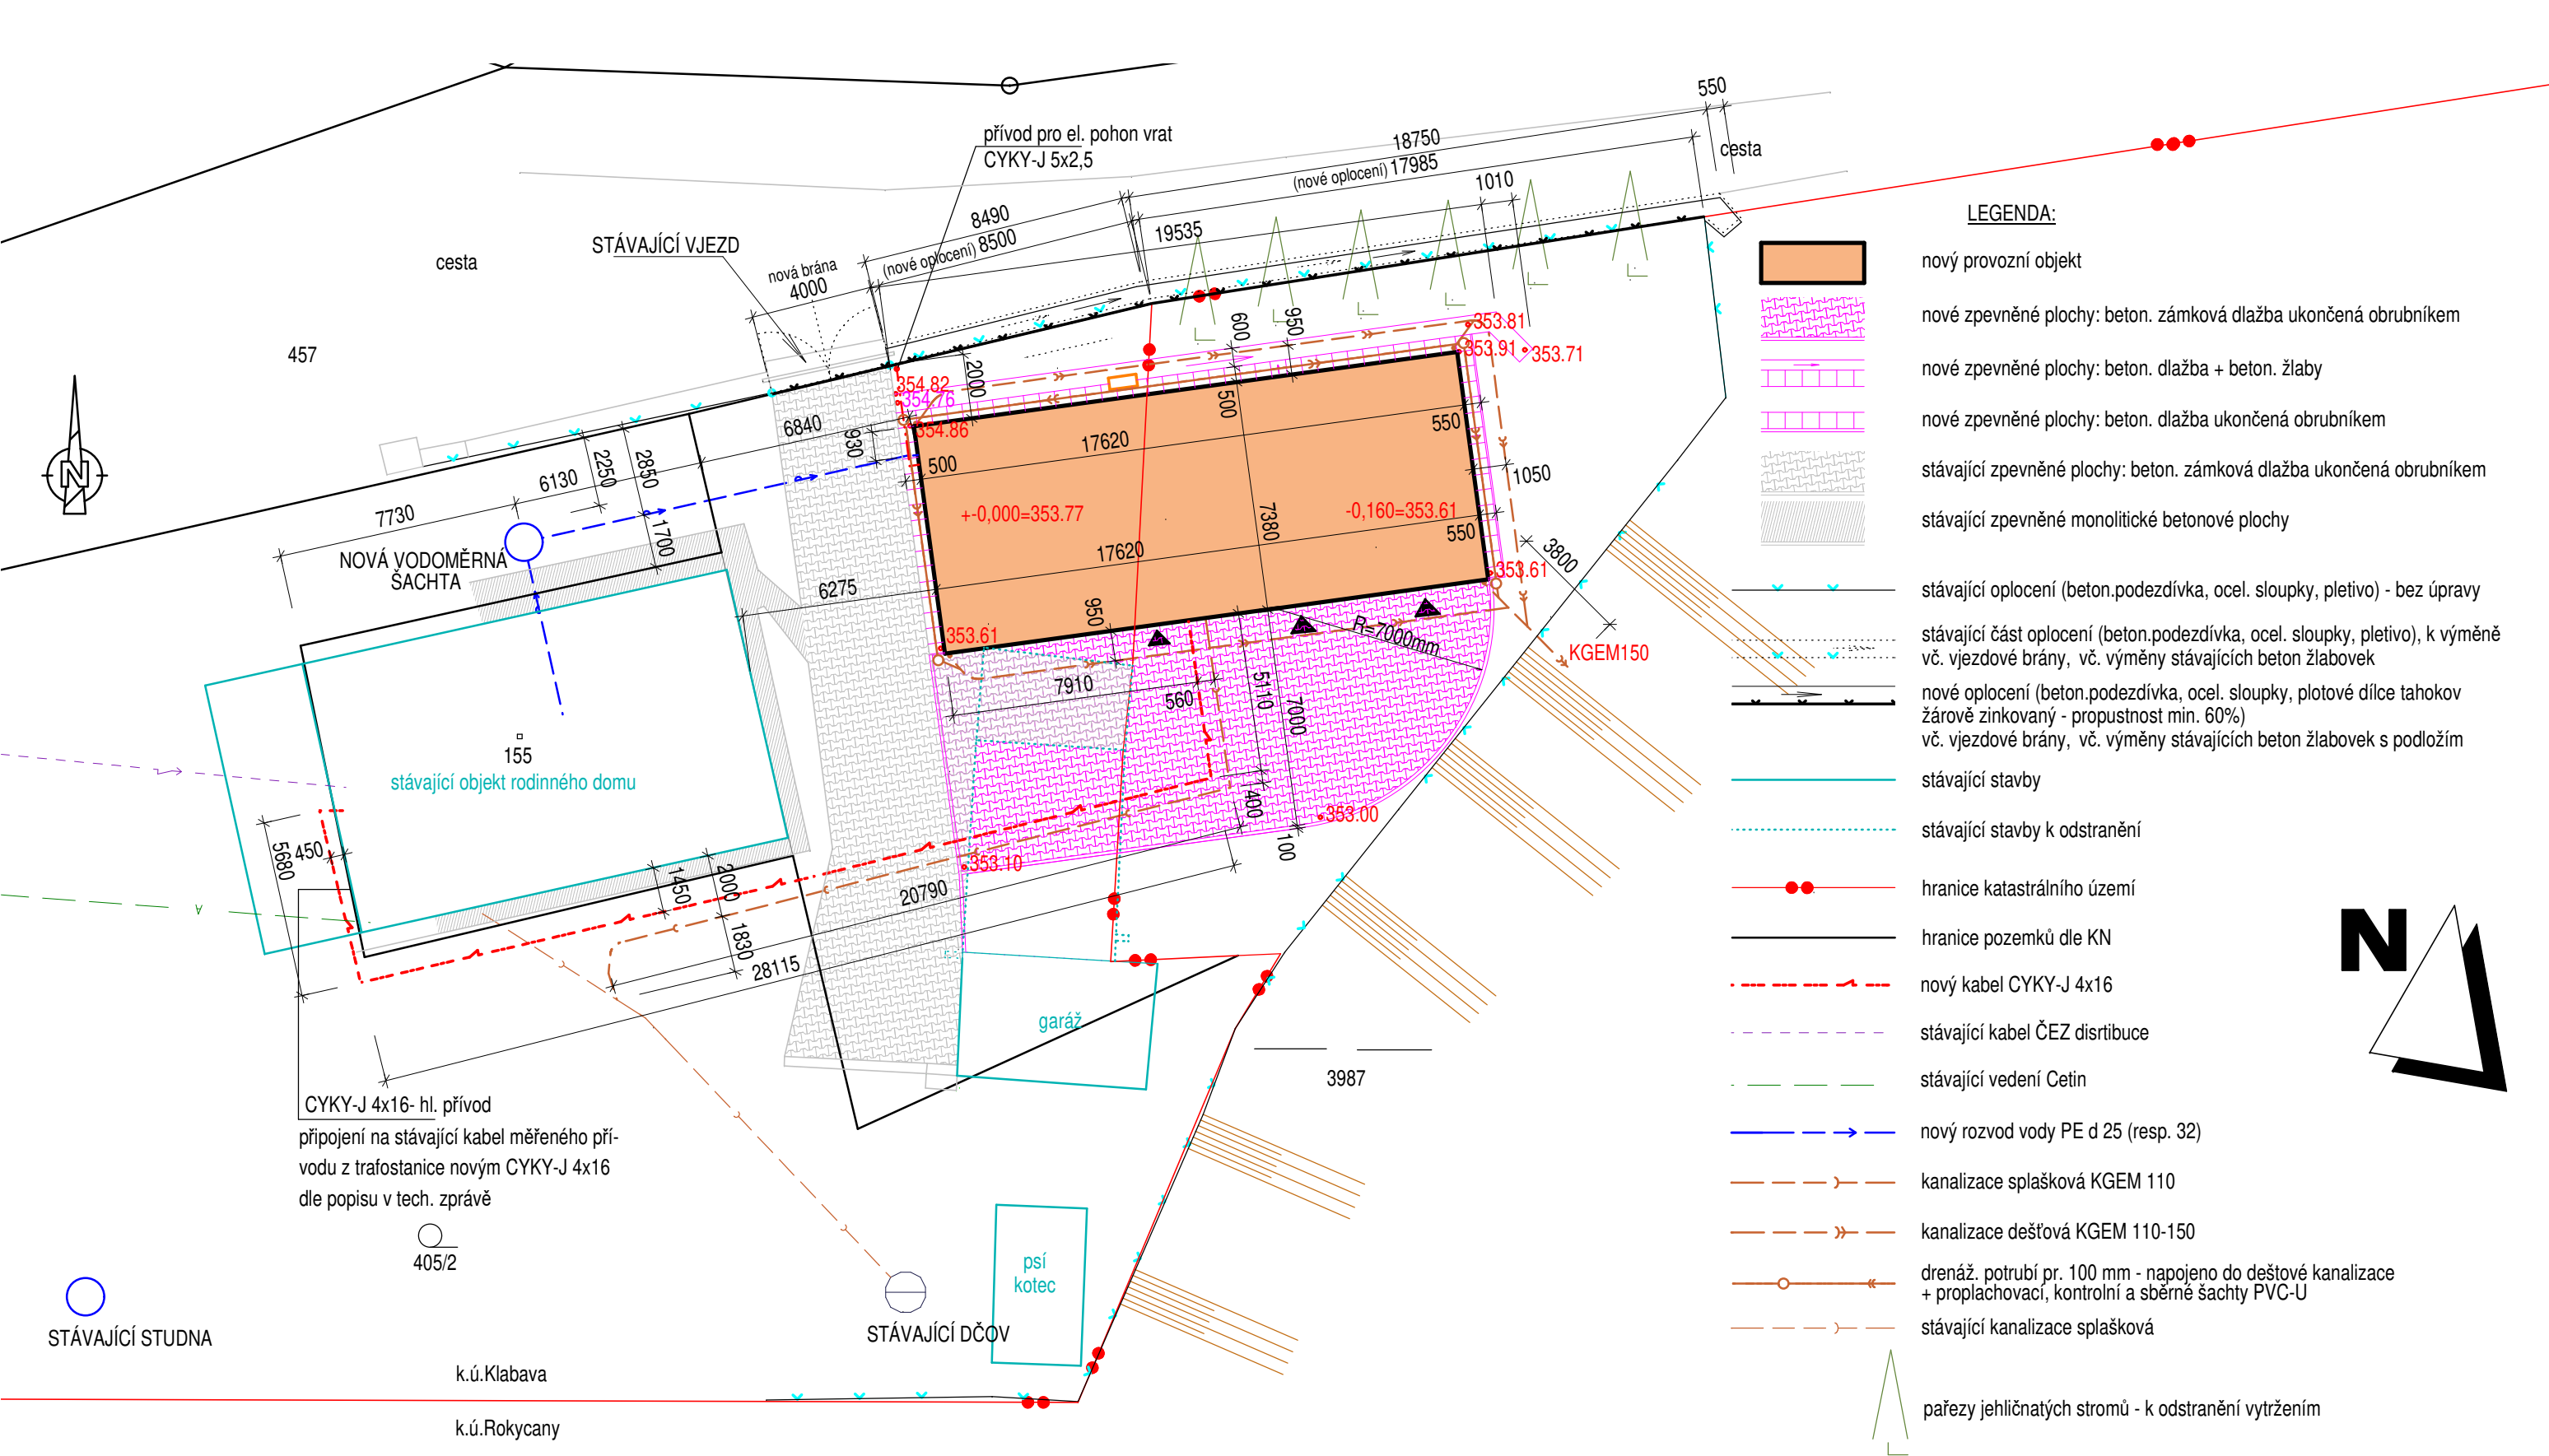 550
18750
cesta
(nové oplocení) 17985
1010
přívod pro el. pohon vrat
CYKY-J 5x2,5
8490
(nové oplocení) 8500
19535
STÁVAJÍCÍ VJEZD
nová brána
4000
cesta
457
600
950
353.81
353.91
353.71
354.82
354.76
354.86
2000
500
6840
930
500
17620
550
1050
2250
2850
6130
7730
1700
+-0,000=353.77
-0,160=353.61
7380
550
17620
NOVÁ VODOMĚRNÁ
ŠACHTA
6275
3800
353.61
950
353.61
R=7000mm
KGEM150
7910
560
5110
7000
155
stávající objekt rodinného domu
400
100
353.00
353.10
5680
450
1450
2000
1830
20790
28115
garáž
3987
CYKY-J 4x16- hl. přívod
připojení na stávající kabel měřeného pří-
vodu z trafostanice novým CYKY-J 4x16
dle popisu v tech. zprávě
405/2
psí
kotec
STÁVAJÍCÍ STUDNA
STÁVAJÍCÍ DČOV
k.ú.Klabava
k.ú.Rokycany
N
LEGENDA:
nový provozní objekt
nové zpevněné plochy: beton. zámková dlažba ukončená obrubníkem
nové zpevněné plochy: beton. dlažba + beton. žlaby
nové zpevněné plochy: beton. dlažba ukončená obrubníkem
stávající zpevněné plochy: beton. zámková dlažba ukončená obrubníkem
stávající zpevněné monolitické betonové plochy
stávající oplocení (beton.podezdívka, ocel. sloupky, pletivo) - bez úpravy
stávající část oplocení (beton.podezdívka, ocel. sloupky, pletivo), k výměně
vč. vjezdové brány, vč. výměny stávajících beton žlabovek
nové oplocení (beton.podezdívka, ocel. sloupky, plotové dílce tahokov
žárově zinkovaný - propustnost min. 60%)
vč. vjezdové brány, vč. výměny stávajících beton žlabovek s podložím
stávající stavby
stávající stavby k odstranění
hranice katastrálního území
hranice pozemků dle KN
nový kabel CYKY-J 4x16
stávající kabel ČEZ disrtibuce
stávající vedení Cetin
nový rozvod vody PE d 25 (resp. 32)
kanalizace splašková KGEM 110
kanalizace dešťová KGEM 110-150
drenáž. potrubí pr. 100 mm - napojeno do deštové kanalizace
+ proplachovací, kontrolní a sběrné šachty PVC-U
stávající kanalizace splašková
pařezy jehličnatých stromů - k odstranění vytržením
N